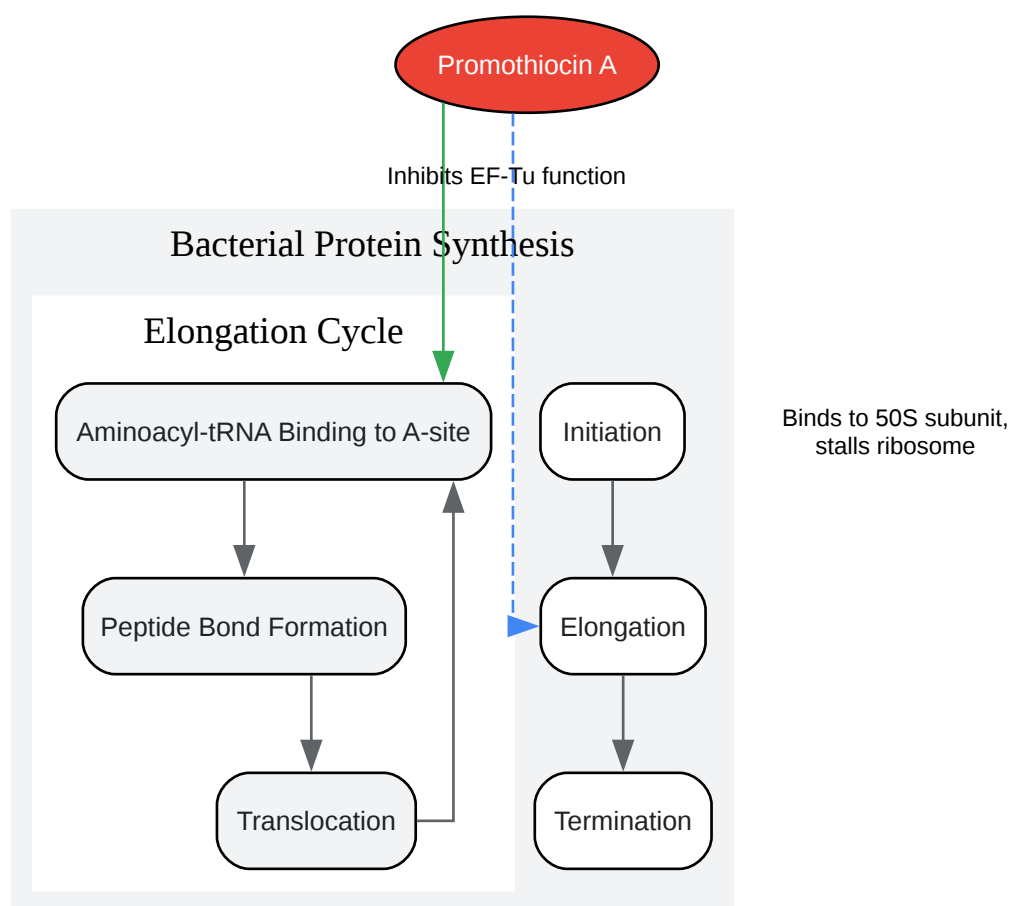 Promothiocin A
Inhibits EF-Tu function
Bacterial Protein Synthesis
Elongation Cycle
Aminoacyl-tRNA Binding to A-site
Initiation
Binds to 50S subunit,
stalls ribosome
Peptide Bond Formation
Elongation
Translocation
Termination